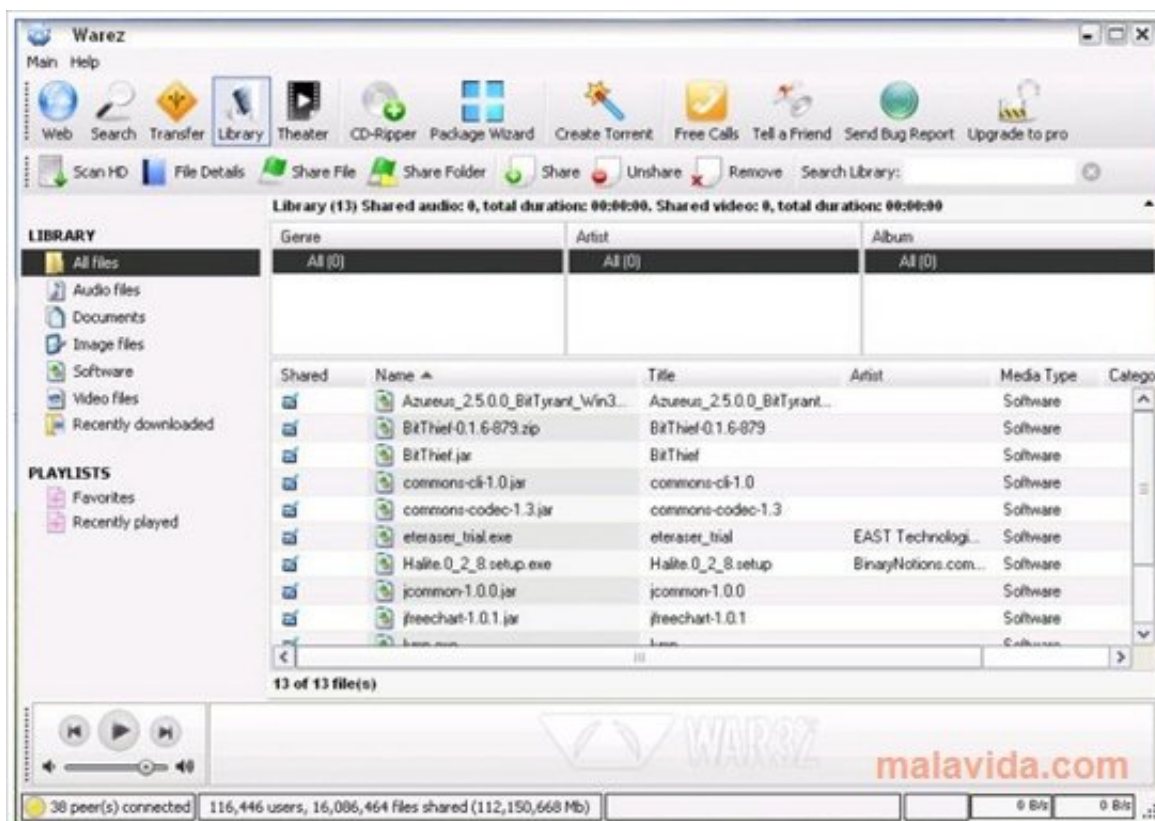 Warez
Main Help
Web Search Transfer Library Theater CD-Ripper Package Wizard Create Torrent Free Calls Tell a Friend Send Bug Report Upgrade to pro
Scan HD File Details Share File Share Folder Share Unshare Remove Search Library:
Library (13) Shared audio: 0, total duration: 00:00:00. Shared video: 0, total duration: 00:00:00
LIBRARY
All files
Audio files
Documents
Image files
Software
Video files
Recently downloaded
PLAYLISTS
Favorites
Recently played
Genre Artist Album
All (0) All (0) All (0)
Shared Name Title Artist Media Type Catego
Azureus_2.5.0.0_BitTyrant_Win3... Azureus_2.5.0.0_BitTyrant... Software
BitThief-0.1.6-879.zip BitThief-0.1.6-879 Software
BitThief.jar BitThief Software
commons-cli-1.0.jar commons-cli-1.0 Software
commons-codec-1.3.jar commons-codec-1.3 Software
eteraser_trial.exe eteraser_trial EAST Technologi... Software
Halite.0_2_8.setup.exe Halite.0_2_8.setup BinaryNotions.com... Software
jcommon-1.0.0.jar jcommon-1.0.0 Software
jfreechart-1.0.1.jar jfreechart-1.0.1 Software
13 of 13 file(s)
WAR3Z
malavida.com
38 peer(s) connected 116,446 users, 16,086,464 files shared (112,150,668 Mb) 0 B/s 0 B/s